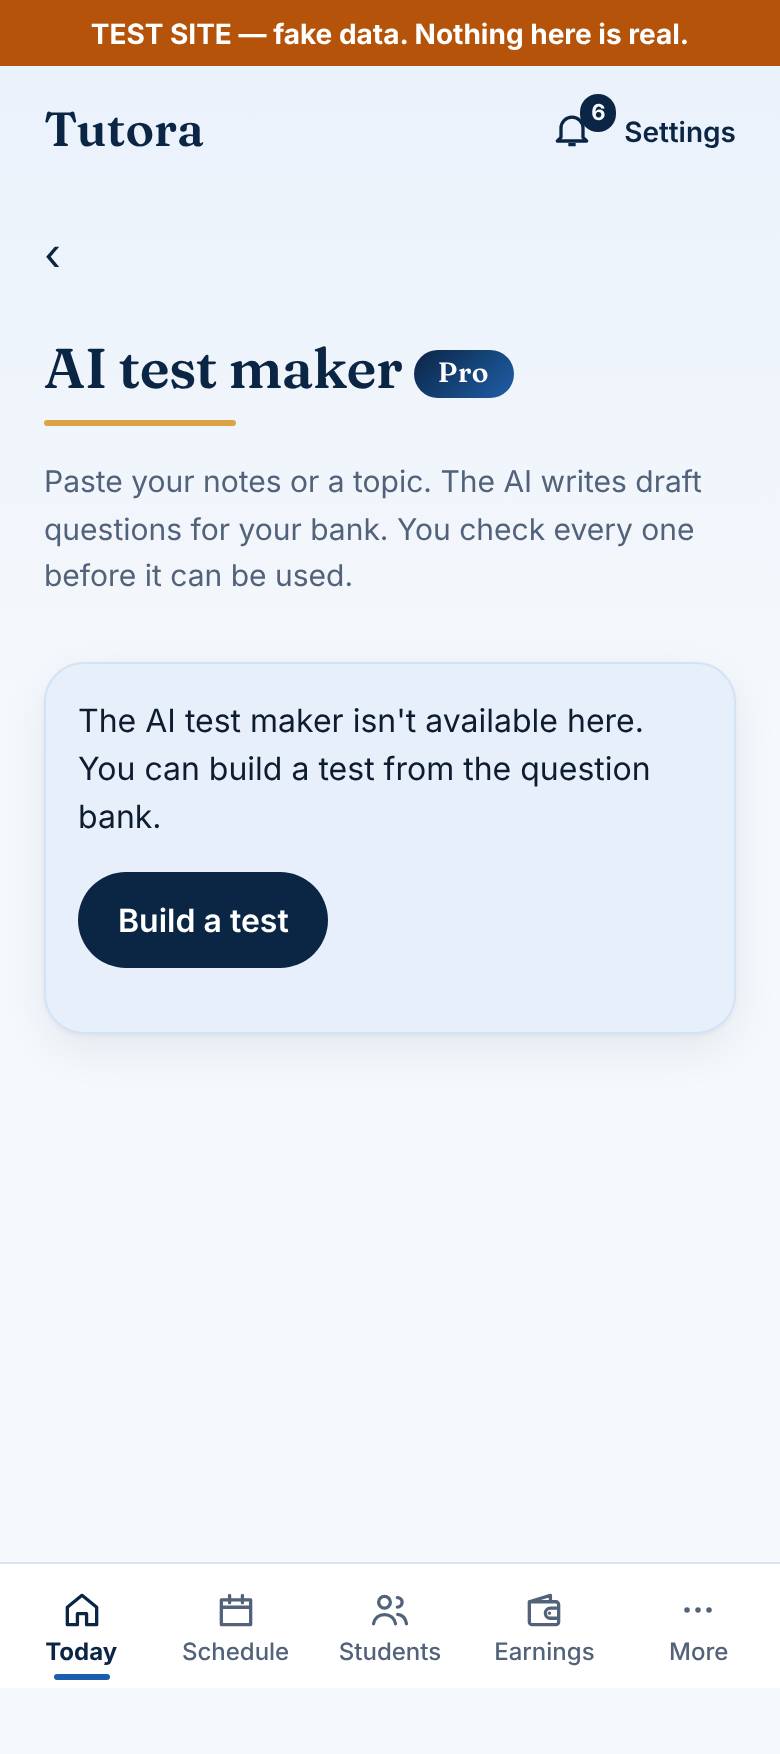 TEST SITE — fake data. Nothing here is real.
Tutora
6
Settings
AI test maker Pro
Paste your notes or a topic. The AI writes draft
questions for your bank. You check every one
before it can be used.
The AI test maker isn't available here.
You can build a test from the question
bank.
Build a test
Today
Schedule
Students
Earnings
More